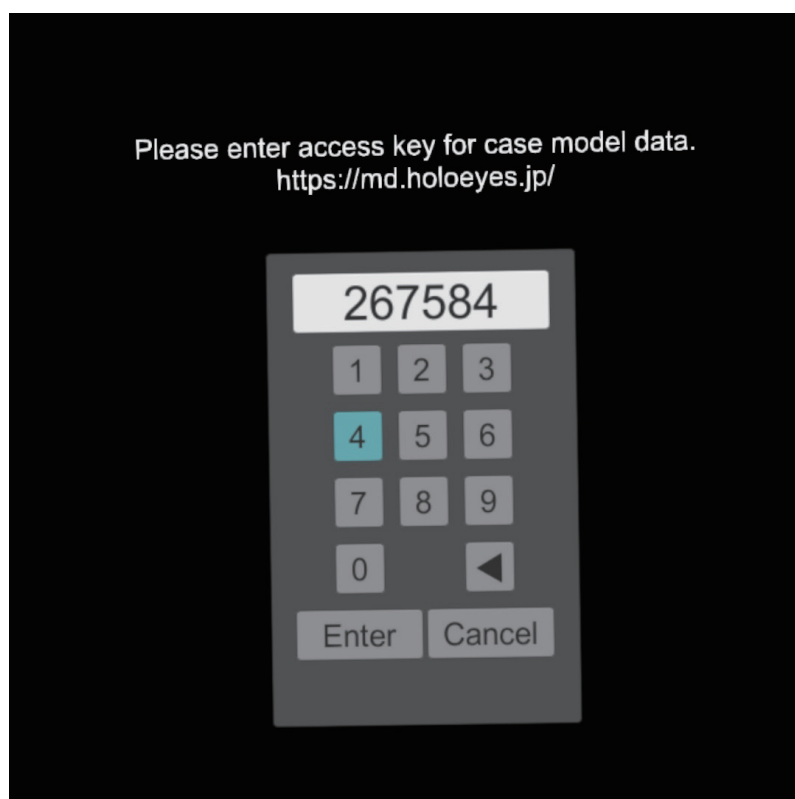 Please enter access key for case model data.
https://md.holoeyes.jp/
267584
1 2 3
4 5 6
7 8 9
0
Enter Cancel